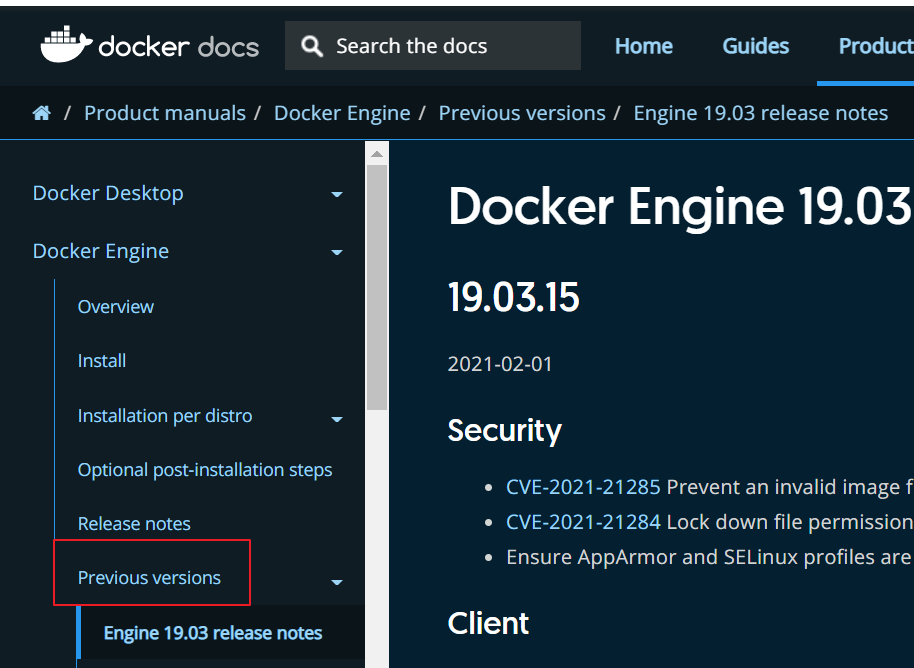 docker docs
Search the docs
Home Guides Product
/ Product manuals / Docker Engine / Previous versions / Engine 19.03 release notes
Docker Desktop
Docker Engine
Overview
Install
Installation per distro
Optional post-installation steps
Release notes
Previous versions
Engine 19.03 release notes
Docker Engine 19.03
19.03.15
2021-02-01
Security
CVE-2021-21285 Prevent an invalid image f
CVE-2021-21284 Lock down file permission
Ensure AppArmor and SELinux profiles are
Client